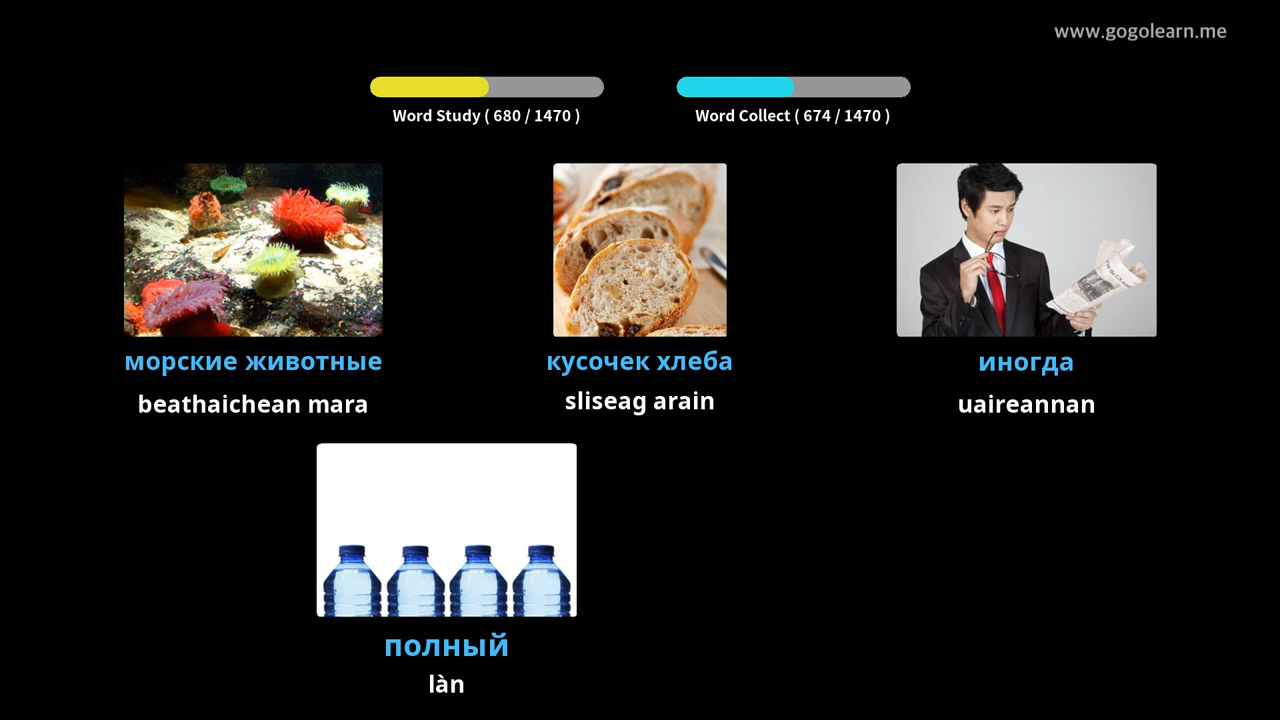 www.gogolearn.me
Word Study ( 680 / 1470 )
Word Collect ( 674 / 1470 )
морские животные
beathaichean mara
кусочек хлеба
sliseag arain
иногда
uaireannan
полный
làn